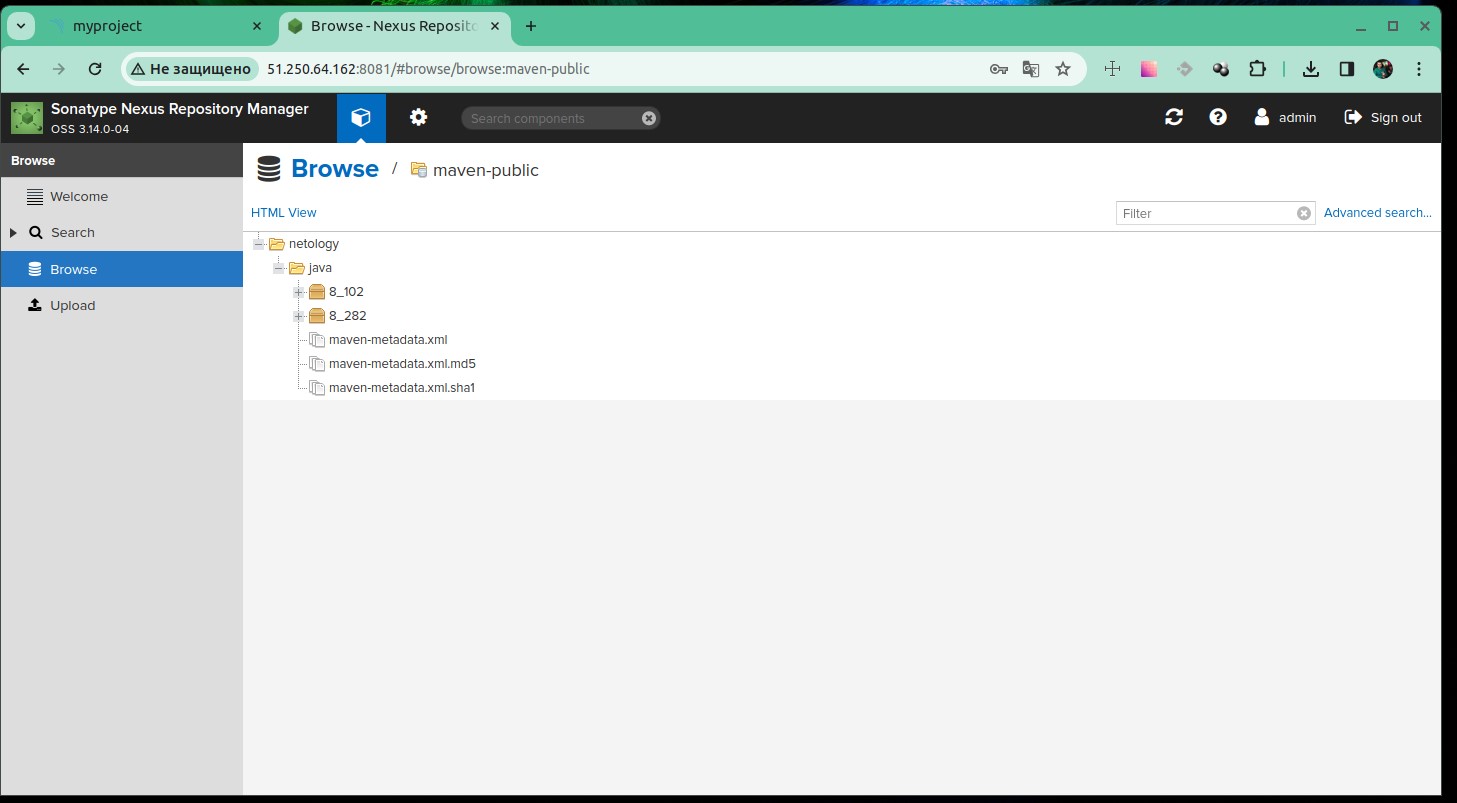 myproject
Browse - Nexus Reposito
Не защищено
51.250.64.162:8081/#browse/browse:maven-public
Sonatype Nexus Repository Manager
OSS 3.14.0-04
Search components
admin
Sign out
Browse
Welcome
Search
Browse
Upload
Browse / maven-public
HTML View
Filter
Advanced search...
netology
java
8_102
8_282
maven-metadata.xml
maven-metadata.xml.md5
maven-metadata.xml.sha1